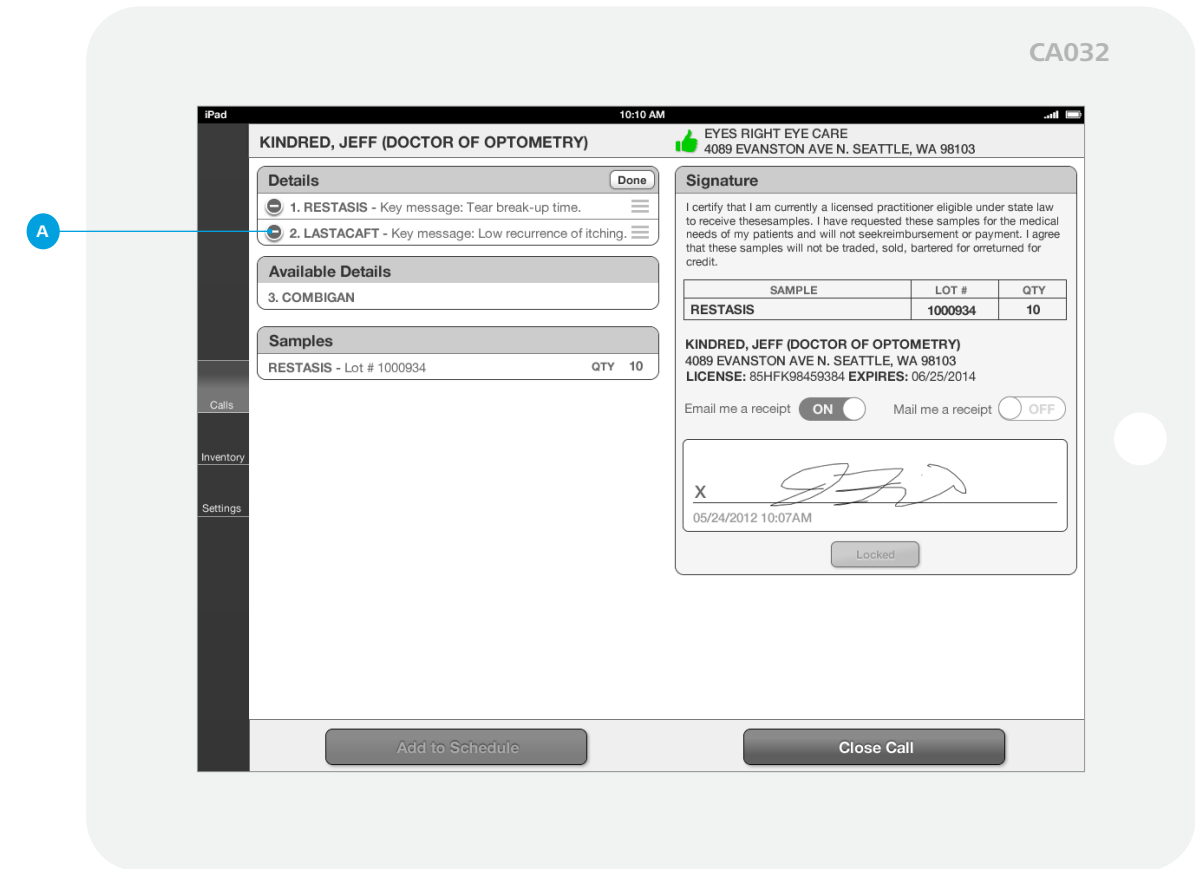 CA032
iPad 10:10 AM
KINDRED, JEFF (DOCTOR OF OPTOMETRY)
EYES RIGHT EYE CARE
4089 EVANSTON AVE N. SEATTLE, WA 98103
Details Done
1. RESTASIS - Key message: Tear break-up time.
A
2. LASTACAFT - Key message: Low recurrence of itching.
Available Details
3. COMBIGAN
Samples
RESTASIS - Lot # 1000934 QTY 10
Calls
Inventory
Settings
Signature
I certify that I am currently a licensed practitioner eligible under state law
to receive thesesamples. I have requested these samples for the medical
needs of my patients and will not seekreimbursement or payment. I agree
that these samples will not be traded, sold, bartered for orreturned for
credit.
SAMPLE LOT # QTY
RESTASIS 1000934 10
KINDRED, JEFF (DOCTOR OF OPTOMETRY)
4089 EVANSTON AVE N. SEATTLE, WA 98103
LICENSE: 85HFK98459384 EXPIRES: 06/25/2014
Email me a receipt ON Mail me a receipt OFF
X
05/24/2012 10:07AM
Locked
Add to Schedule Close Call